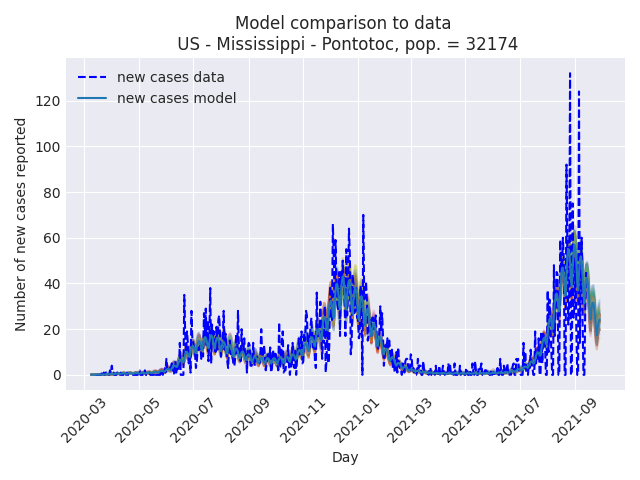 Model comparison to data
US - Mississippi - Pontotoc, pop. = 32174
new cases data
new cases model
Number of new cases reported
120
100
80
60
40
20
0
2020-03
2020-05
2020-07
2020-09
2020-11
2021-01
2021-03
2021-05
2021-07
2021-09
Day